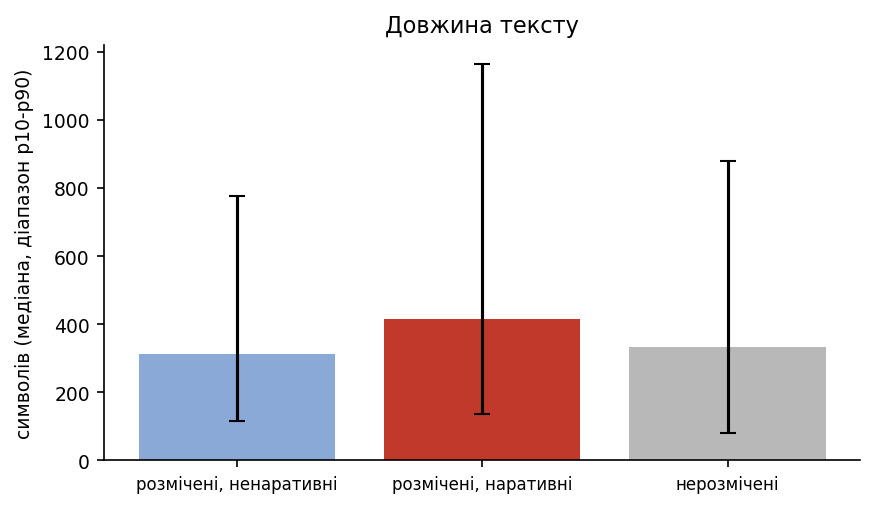 Довжина тексту
символів (медіана, діапазон p10-p90)
1200
1000
800
600
400
200
0
розмічені, ненаративні
розмічені, наративні
нерозмічені